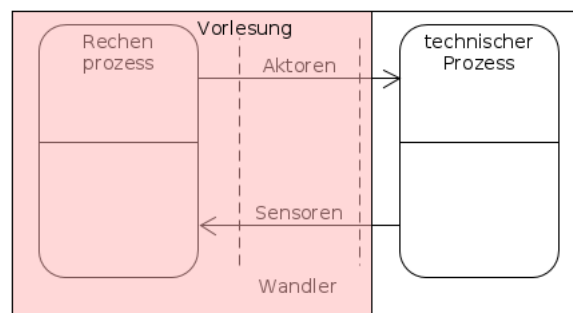 Vorlesung
Rechen
prozess
Aktoren
technischer
Prozess
Sensoren
Wandler